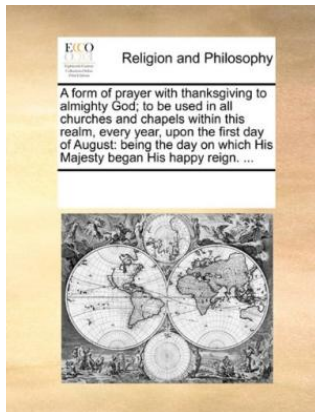 ECCO
Religion and Philosophy
A form of prayer with thanksgiving to
almighty God; to be used in all
churches and chapels within this
realm, every year, upon the first day
of August: being the day on which His
Majesty began His happy reign. ...